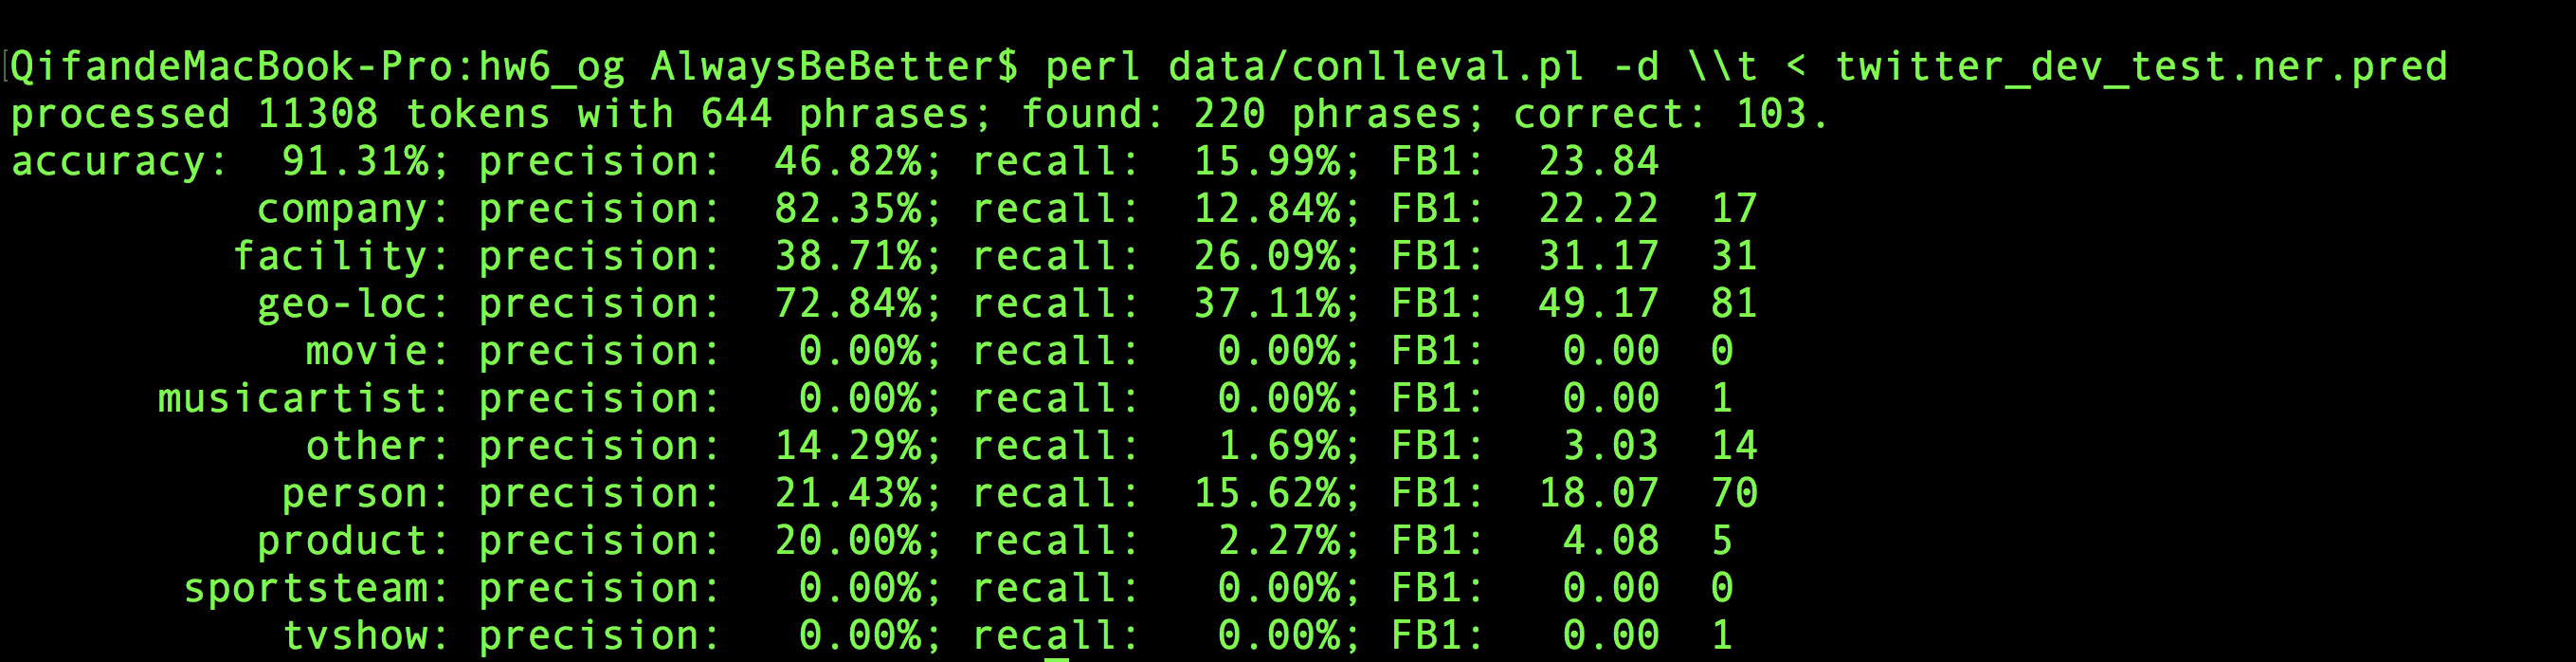 QifandeMacBook-Pro:hw6_og AlwaysBeBetter$ perl data/conlleval.pl -d \\t < twitter_dev_test.ner.pred
processed 11308 tokens with 644 phrases; found: 220 phrases; correct: 103.
accuracy:  91.31%; precision:  46.82%; recall:  15.99%; FB1:  23.84
company: precision:  82.35%; recall:  12.84%; FB1:  22.22  17
facility: precision:  38.71%; recall:  26.09%; FB1:  31.17  31
geo-loc: precision:  72.84%; recall:  37.11%; FB1:  49.17  81
movie: precision:   0.00%; recall:   0.00%; FB1:   0.00  0
musicartist: precision:   0.00%; recall:   0.00%; FB1:   0.00  1
other: precision:  14.29%; recall:   1.69%; FB1:   3.03  14
person: precision:  21.43%; recall:  15.62%; FB1:  18.07  70
product: precision:  20.00%; recall:   2.27%; FB1:   4.08  5
sportsteam: precision:   0.00%; recall:   0.00%; FB1:   0.00  0
tvshow: precision:   0.00%; recall:   0.00%; FB1:   0.00  1